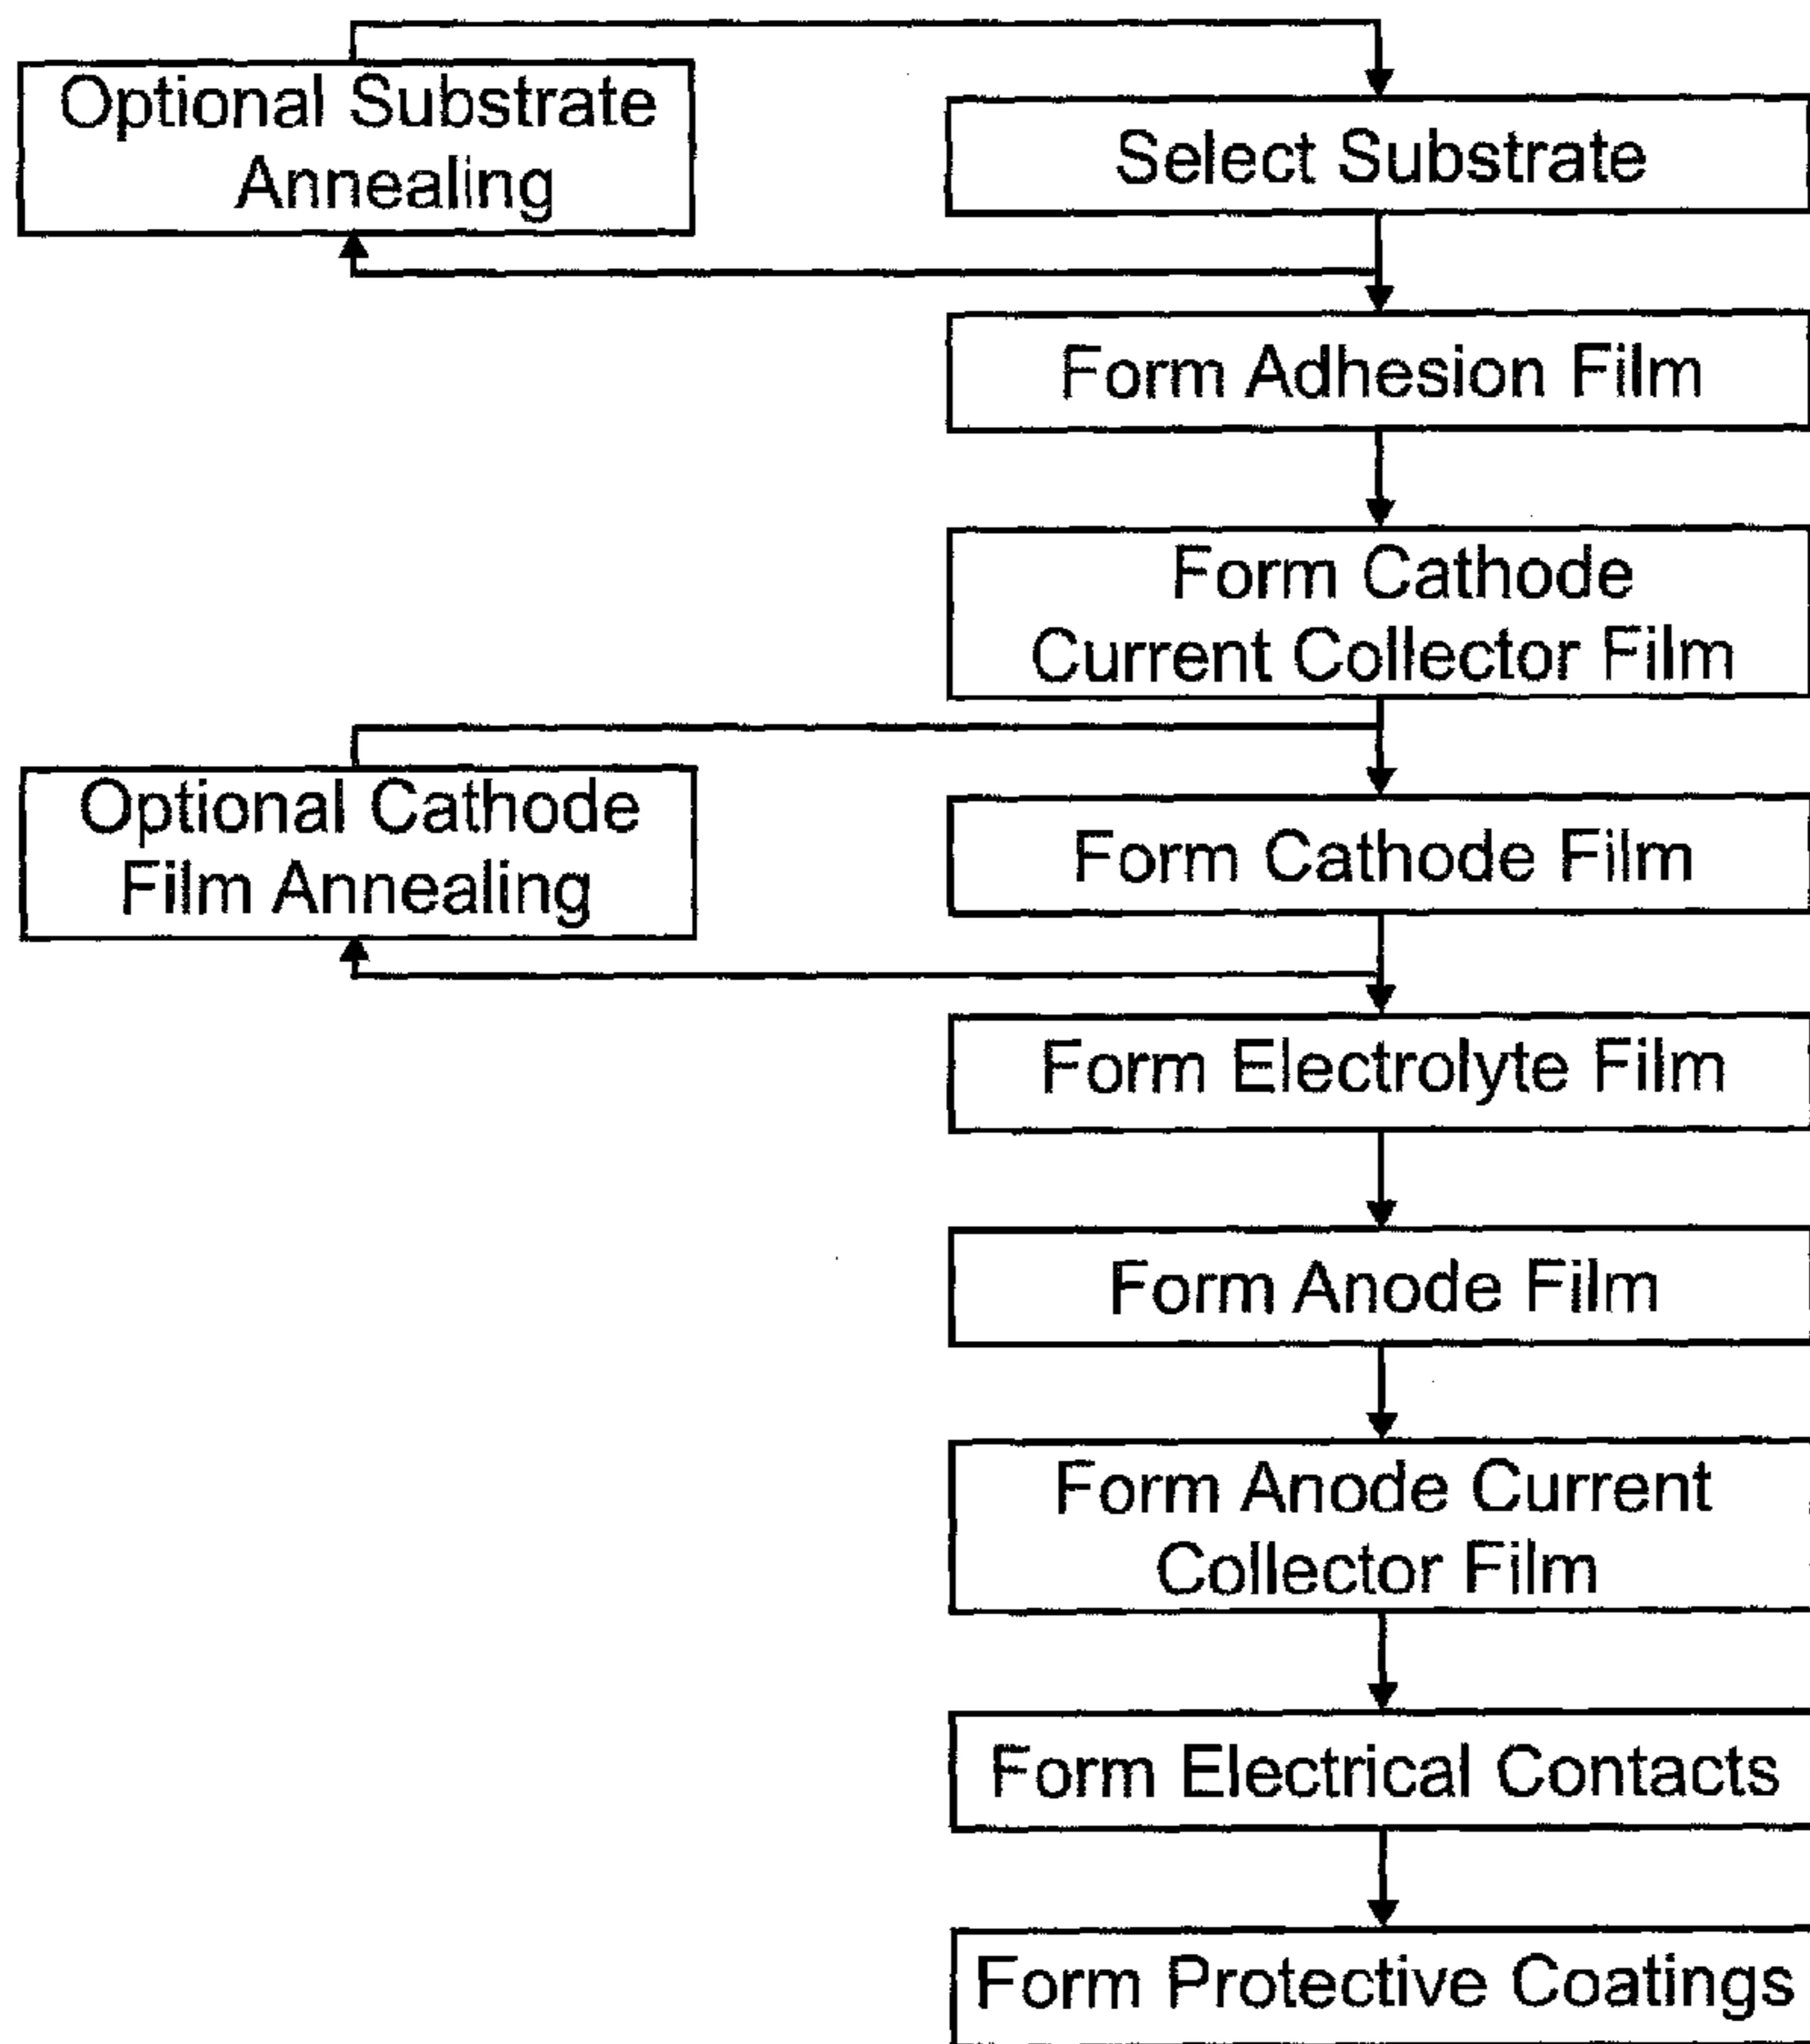 Optional Substrate
Annealing
Select Substrate
Form Adhesion Film
Form Cathode
Current Collector Film
Optional Cathode
Film Annealing
Form Cathode Film
Form Electrolyte Film
Form Anode Film
Form Anode Current
Collector Film
Form Electrical Contacts
Form Protective Coatings